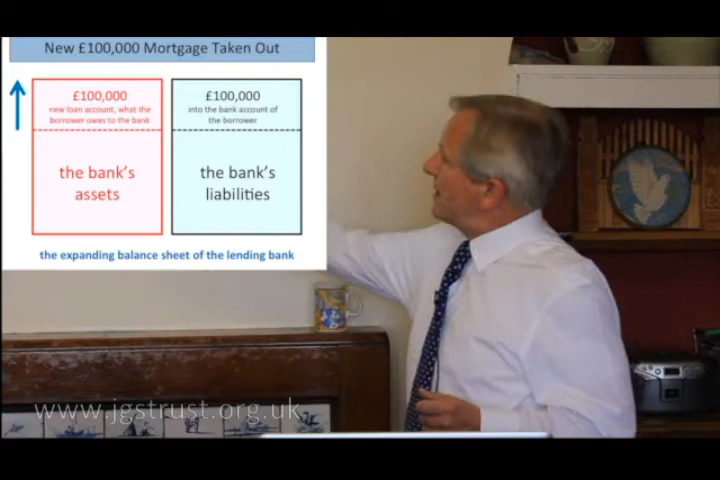 New £100,000 Mortgage Taken Out
£100,000
new loan account, what the
borrower owes to the bank
the bank's
assets
£100,000
into the bank account of
the borrower
the bank's
liabilities
the expanding balance sheet of the lending bank
www.jgstrust.org.uk